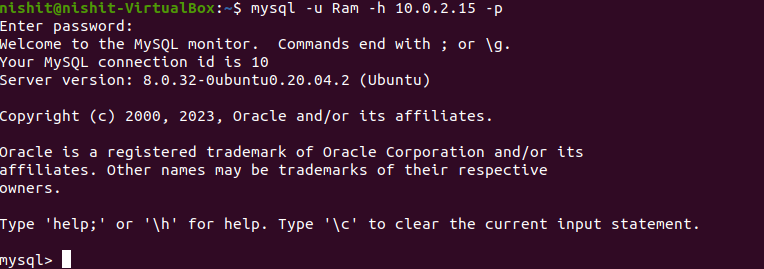 nishit@nishit-VirtualBox:~$ mysql -u Ram -h 10.0.2.15 -p
Enter password:
Welcome to the MySQL monitor.  Commands end with ; or \g.
Your MySQL connection id is 10
Server version: 8.0.32-0ubuntu0.20.04.2 (Ubuntu)
Copyright (c) 2000, 2023, Oracle and/or its affiliates.
Oracle is a registered trademark of Oracle Corporation and/or its
affiliates. Other names may be trademarks of their respective
owners.
Type 'help;' or '\h' for help. Type '\c' to clear the current input statement.
mysql>